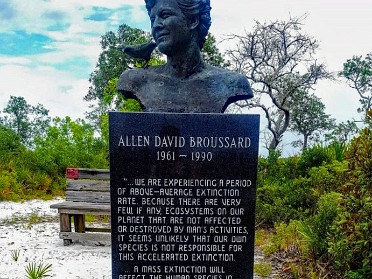 ALLEN DAVID BROUSSARD
1961 — 1990
"...WE ARE EXPERIENCING A PERIOD
OF ABOVE-AVERAGE EXTINCTION
RATE. BECAUSE THERE ARE VERY
FEW IF ANY, ECOSYSTEMS ON OUR
PLANET THAT ARE NOT AFFECTED
OR DESTROYED BY MAN'S ACTIVITIES,
IT SEEMS UNLIKELY THAT OUR OWN
SPECIES IS NOT RESPONSIBLE FOR
THIS ACCELERATED EXTINCTION.
... A MASS EXTINCTION WILL
AFFECT THE HUMAN SPECIES IN